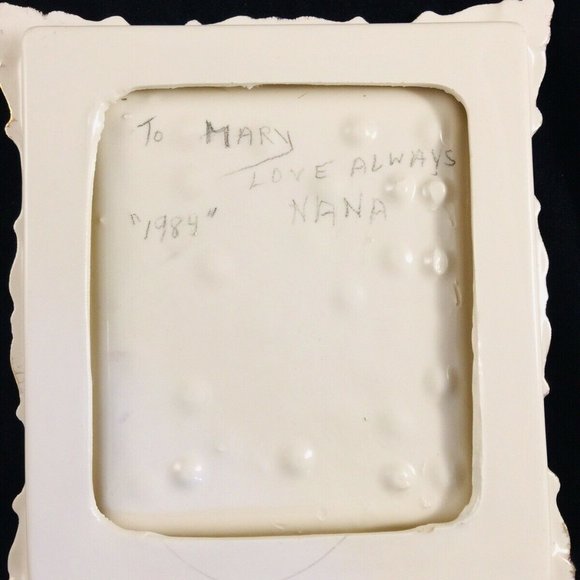 To MARY
LOVE ALWAYS
"1984" NANA